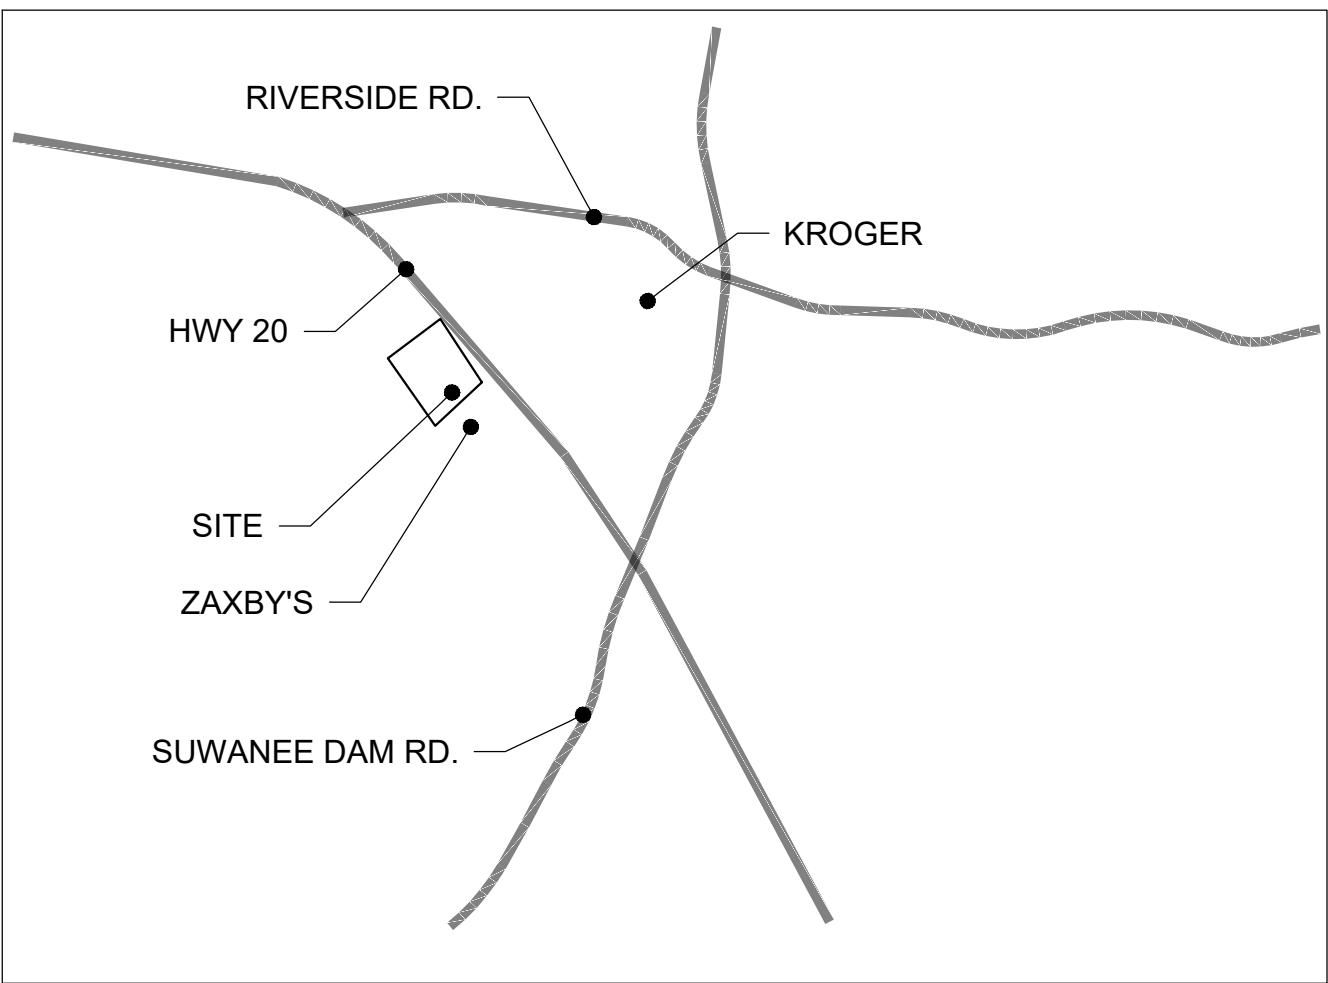 RIVERSIDE RD.
KROGER
HWY 20
SITE
ZAXBY'S
SUWANEE DAM RD.